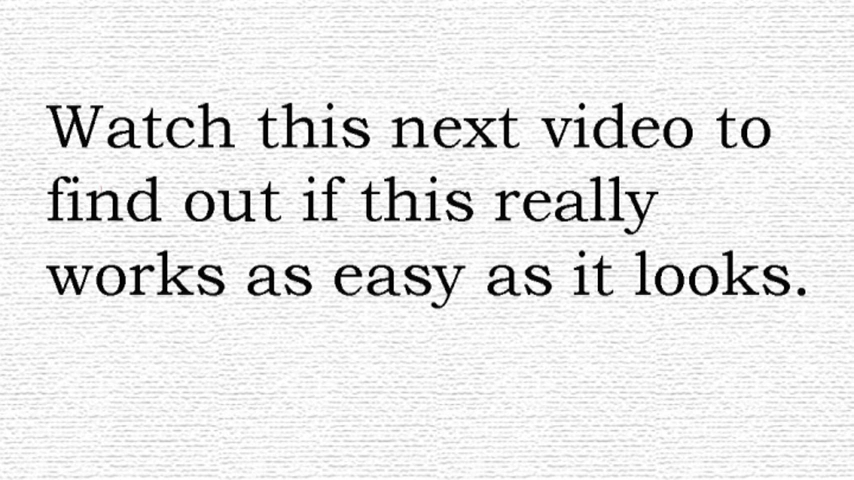 Watch this next video to
find out if this really
works as easy as it looks.